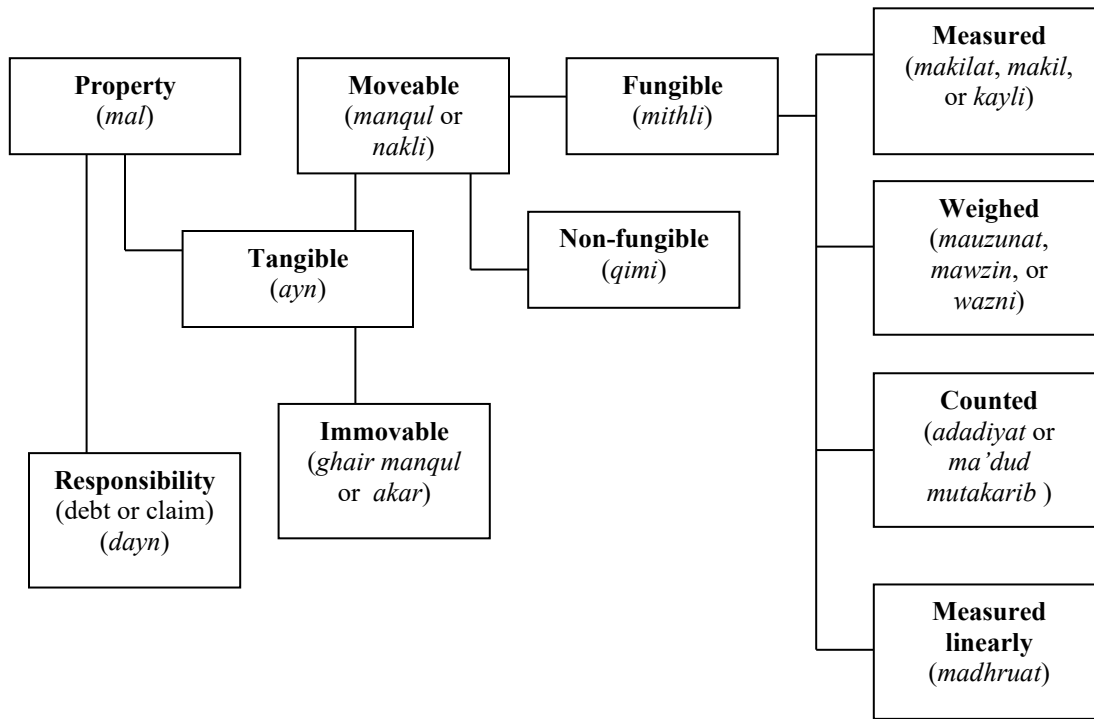 Property
(mal)
Responsibility
(debt or claim)
(dayn)
Tangible
(ayn)
Moveable
(manqul or
nakli)
Immovable
(ghair manqul
or akar)
Fungible
(mithli)
Non-fungible
(qimi)
Measured
(makilat, makil,
or kayli)
Weighed
(mauzunat,
mawzin, or
wazni)
Counted
(adadiyat or
ma’dud
mutakarib )
Measured
linearly
(madhruat)